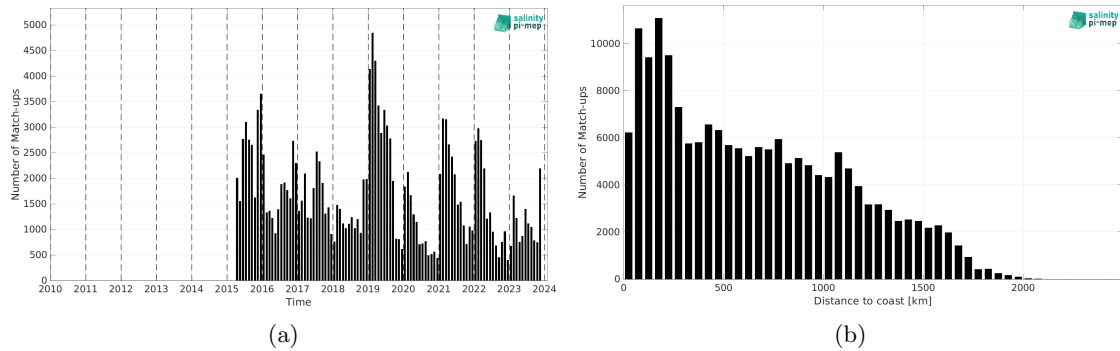 salinity
pi-mep
5000
4500
4000
3500
3000
2500
2000
1500
1000
500
0
Number of Match-ups
2010 2011 2012 2013 2014 2015 2016 2017 2018 2019 2020 2021 2022 2023 2024
Time
(a)
salinity
pi-mep
10000
8000
6000
4000
2000
0
Number of Match-ups
0 500 1000 1500 2000
Distance to coast [km]
(b)